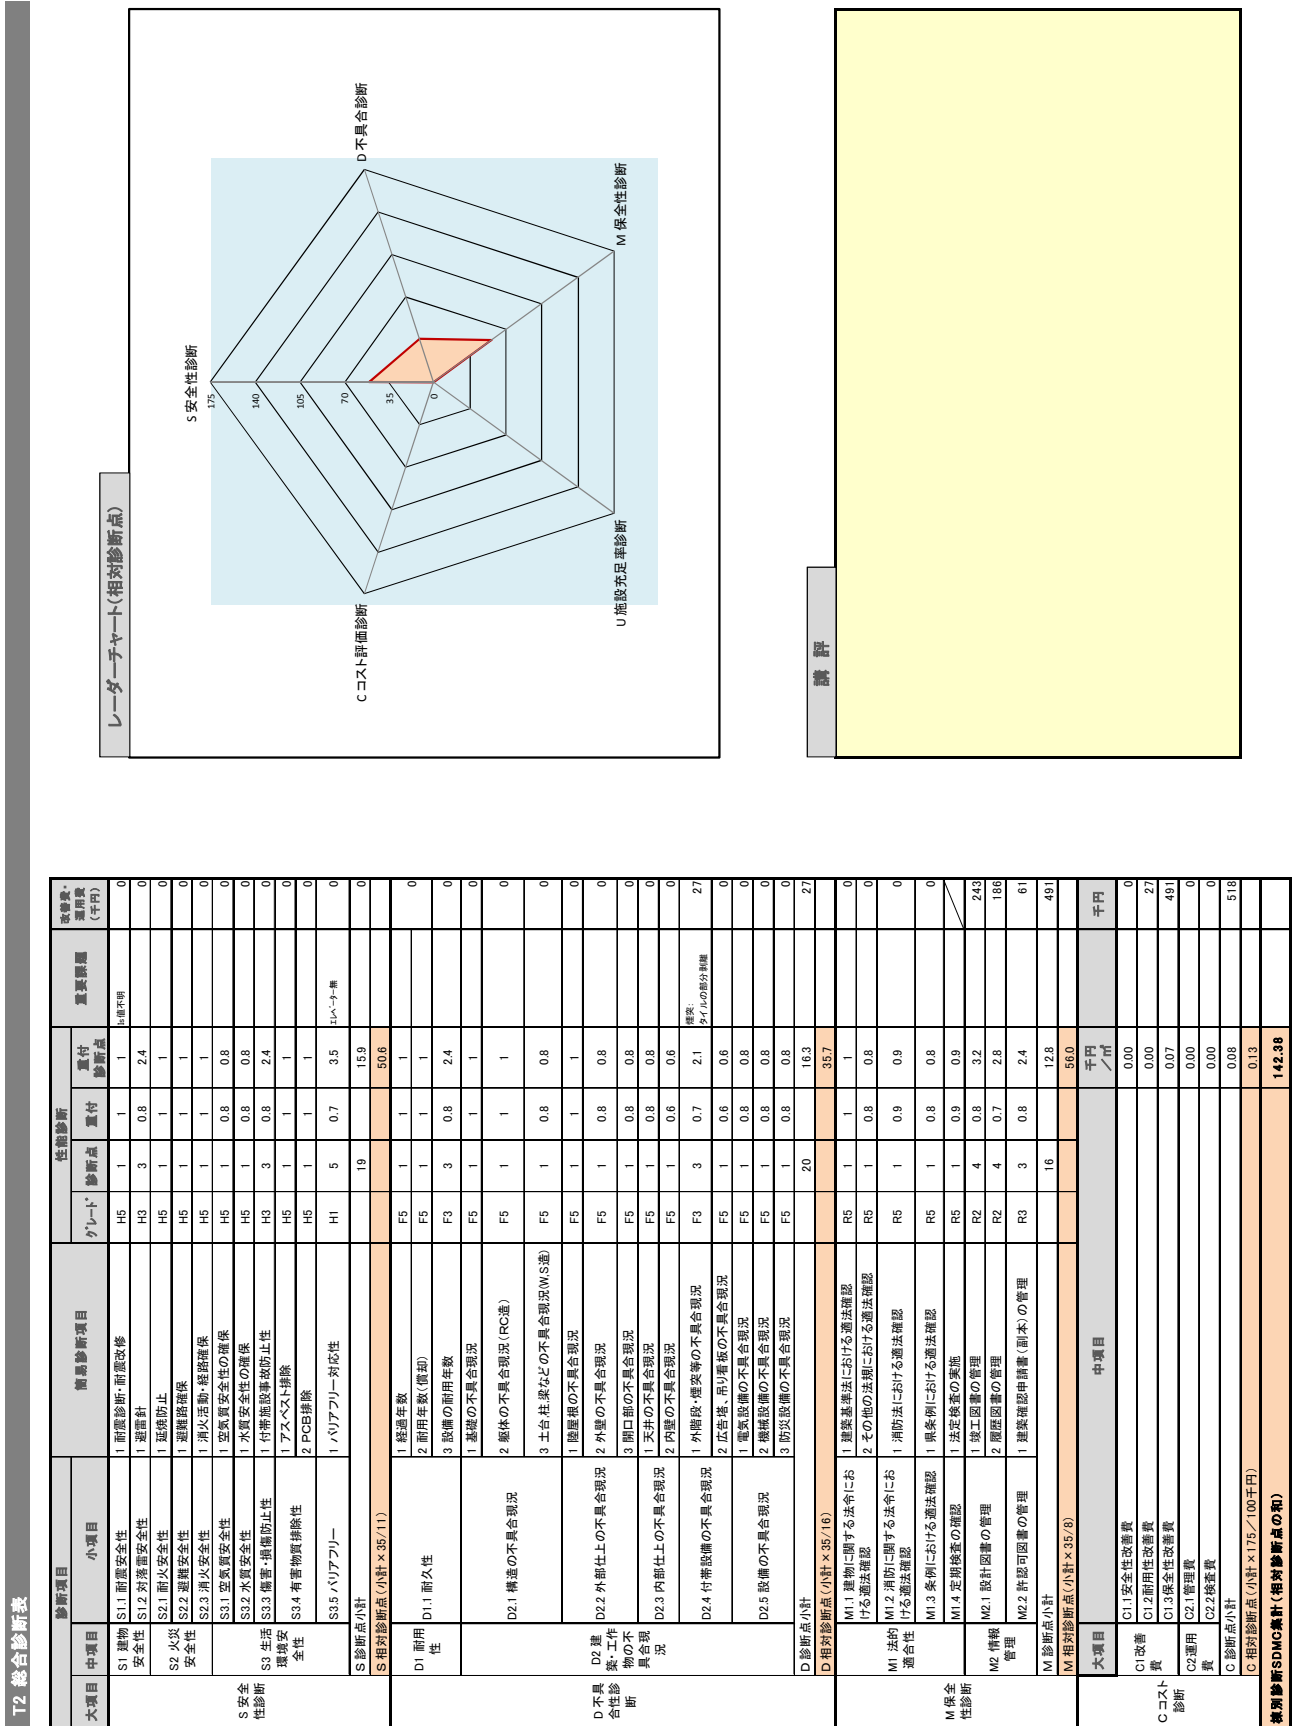 T2 総合診断表
診断項目 性能診断 重要課題 改善費・運用費（千円）
大項目 中項目 小項目 簡易診断項目 グレード 診断点 重付 重付診断点
S 安全性診断
S1 建物安全性
S1.1 耐震安全性 1 耐震診断・耐震改修 H5 1 1 1 Is値不明 0
S1.2 対落雷安全性 1 避雷針 H3 3 0.8 2.4 0
S2 火災安全性
S2.1 耐火安全性 1 延焼防止 H5 1 1 1 0
S2.2 避難安全性 1 避難路確保 H5 1 1 1 0
S2.3 消火安全性 1 消火活動・経路確保 H5 1 1 1 0
S3 生活環境安全性
S3.1 空気質安全性 1 空気質安全性の確保 H5 1 0.8 0.8 0
S3.2 水質安全性 1 水質安全性の確保 H5 1 0.8 0.8 0
S3.3 傷害・損傷防止性 1 付帯施設事故防止性 H3 3 0.8 2.4 0
S3.4 有害物質排除性 1 アスベスト排除 H5 1 1 1 0
2 PCB排除 H5 1 1 1 0
S3.5 バリアフリー 1 バリアフリー対応性 H1 5 0.7 3.5 エレベーター無 0
S 診断点小計 19 15.9 0
S 相対診断点（小計×35/11） 50.6
D 不具合性診断
D1 耐用性
D1.1 耐久性 1 経過年数 F5 1 1 1 0
2 耐用年数（償却） F5 1 1 1
3 設備の耐用年数 F3 3 0.8 2.4 0
D2 建築・工作物の不具合現況
D2.1 構造の不具合現況 1 基礎の不具合現況 F5 1 1 1 0
2 躯体の不具合現況（RC造） F5 1 1 1 0
3 土台柱梁などの不具合現況(W.S造) F5 1 0.8 0.8 0
D2.2 外部仕上の不具合現況 1 陸屋根の不具合現況 F5 1 1 1 0
2 外壁の不具合現況 F5 1 0.8 0.8 0
3 開口部の不具合現況 F5 1 0.8 0.8 0
D2.3 内部仕上の不具合現況 1 天井の不具合現況 F5 1 0.8 0.8 0
2 内壁の不具合現況 F5 1 0.6 0.6 0
D2.4 付帯設備の不具合現況 1 外階段・煙突等の不具合現況 F3 3 0.7 2.1 煙突：タイルの部分剥離 27
2 広告塔、吊り看板の不具合現況 F5 1 0.6 0.6 0
D2.5 設備の不具合現況 1 電気設備の不具合現況 F5 1 0.8 0.8 0
2 機械設備の不具合現況 F5 1 0.8 0.8 0
3 防災設備の不具合現況 F5 1 0.8 0.8 0
D 診断点小計 20 16.3 27
D 相対診断点（小計×35/16） 35.7
M 保全性診断
M1 法的適合性
M1.1 建物に関する法令における適法確認 1 建築基準法における適法確認 R5 1 1 1 0
2 その他の法規における適法確認 R5 1 0.8 0.8 0
M1.2 消防に関する法令における適法確認 1 消防法における適法確認 R5 1 0.9 0.9 0
M1.3 条例における適法確認 1 県条例における適法確認 R5 1 0.8 0.8 0
M1.4 定期検査の確認 1 法定検査の実施 R5 1 0.9 0.9
M2 情報管理
M2.1 設計図書の管理 1 竣工図書の管理 R2 4 0.8 3.2 243
2 履歴図書の管理 R2 4 0.7 2.8 186
M2.2 許認可図書の管理 1 建築確認申請書（副本）の管理 R3 3 0.8 2.4 61
M 診断点小計 16 12.8 491
M 相対診断点（小計×35/8） 56.0
大項目 中項目 千円／㎡ 千円
C コスト診断
C1改善費
C1.1安全性改善費 0.00 0
C1.2耐用性改善費 0.00 27
C1.3保全性改善費 0.07 491
C2運用費
C2.1管理費 0.00 0
C2.2検査費 0.00 0
C 診断点小計 0.08 518
C 相対診断点（小計×175／100千円） 0.13
棟別診断SDMC集計（相対診断点の和） 142.38
レーダーチャート（相対診断点）
S 安全性診断
175
140
105
70
35
0
D 不具合診断
M 保全性診断
U 施設充足率診断
C コスト評価診断
講 評